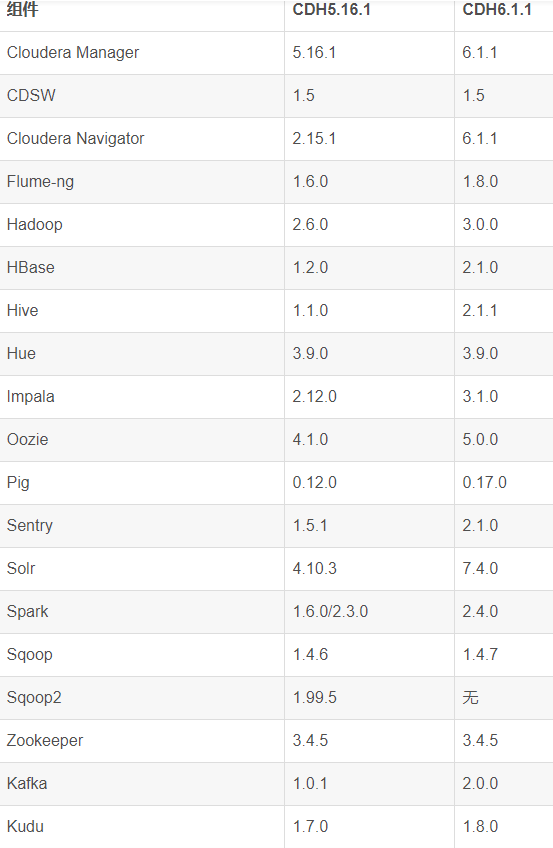 组件 CDH5.16.1 CDH6.1.1
Cloudera Manager 5.16.1 6.1.1
CDSW 1.5 1.5
Cloudera Navigator 2.15.1 6.1.1
Flume-ng 1.6.0 1.8.0
Hadoop 2.6.0 3.0.0
HBase 1.2.0 2.1.0
Hive 1.1.0 2.1.1
Hue 3.9.0 3.9.0
Impala 2.12.0 3.1.0
Oozie 4.1.0 5.0.0
Pig 0.12.0 0.17.0
Sentry 1.5.1 2.1.0
Solr 4.10.3 7.4.0
Spark 1.6.0/2.3.0 2.4.0
Sqoop 1.4.6 1.4.7
Sqoop2 1.99.5 无
Zookeeper 3.4.5 3.4.5
Kafka 1.0.1 2.0.0
Kudu 1.7.0 1.8.0